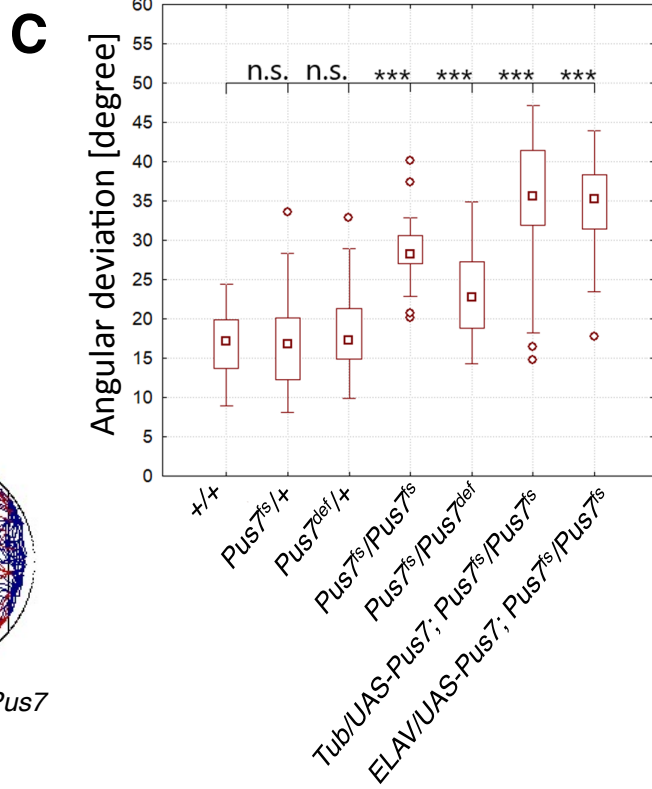 C
Angular deviation [degree]
60
55
50
45
40
35
30
25
20
15
10
5
0
n.s. n.s. *** *** *** ***
+/+
Pus7fs/+
Pus7def/+
Pus7fs/Pus7fs
Pus7fs/Pus7def
Tub/UAS-Pus7; Pus7fs/Pus7fs
ELAV/UAS-Pus7; Pus7fs/Pus7fs
Pus7